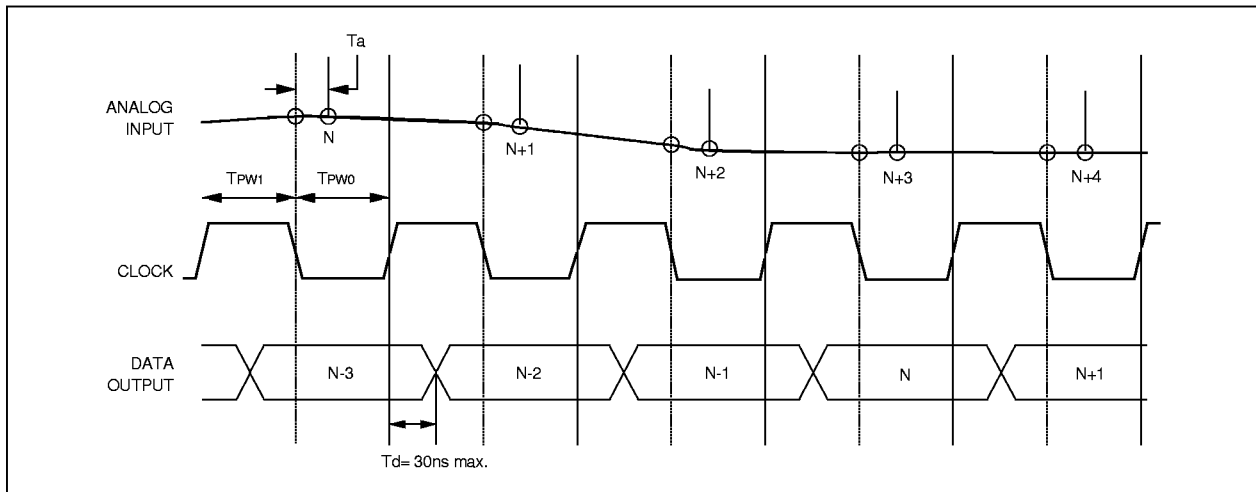 Ta
ANALOG
INPUT
N
N+1
N+2
N+3
N+4
TPW1
TPW0
CLOCK
DATA
OUTPUT
N-3
N-2
N-1
N
N+1
Td= 30ns max.